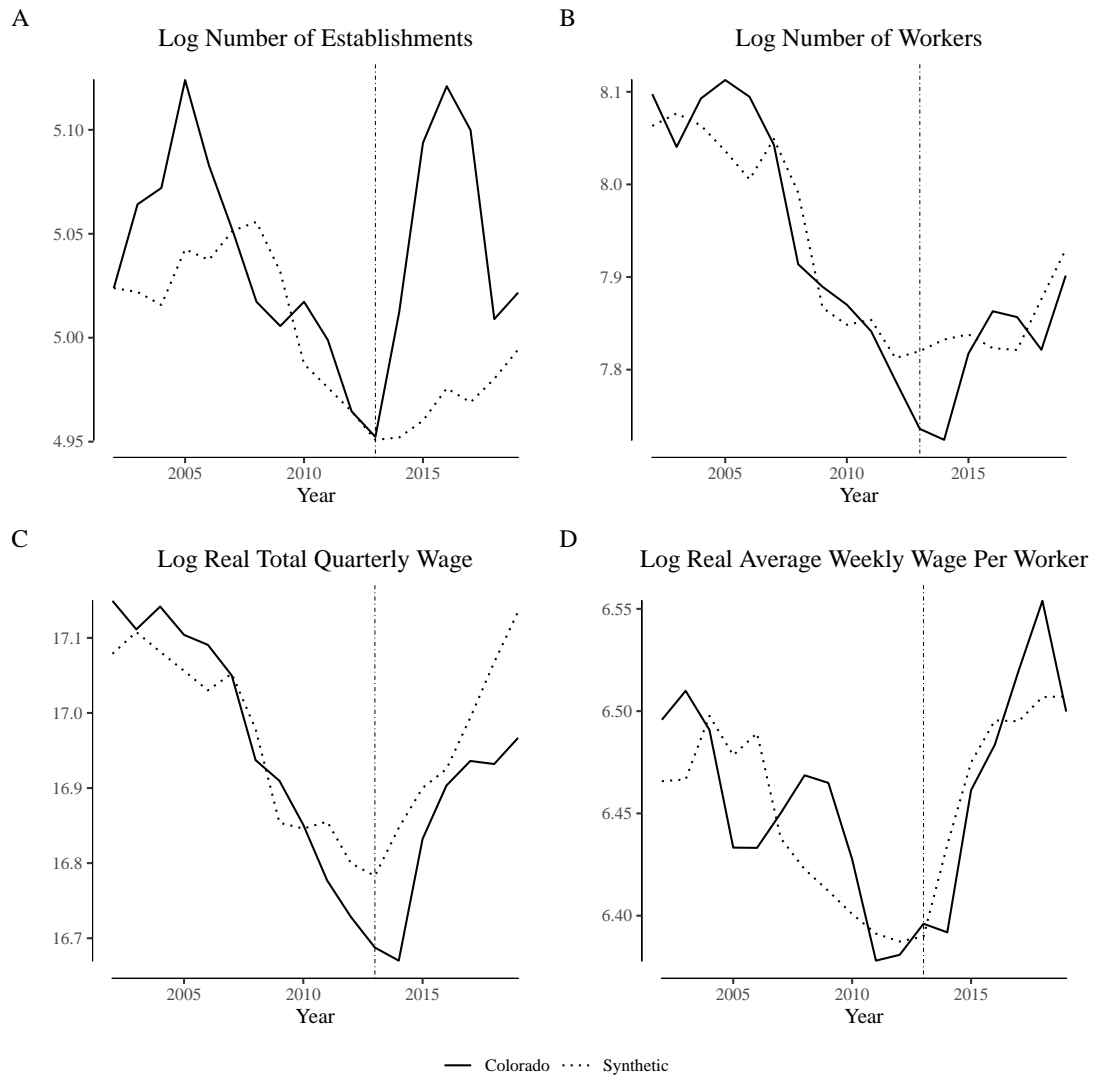 A
Log Number of Establishments
5.10
5.05
5.00
4.95
2005 2010 2015
Year
B
Log Number of Workers
8.1
8.0
7.9
7.8
2005 2010 2015
Year
C
Log Real Total Quarterly Wage
17.1
17.0
16.9
16.8
16.7
2005 2010 2015
Year
D
Log Real Average Weekly Wage Per Worker
6.55
6.50
6.45
6.40
2005 2010 2015
Year
Colorado Synthetic